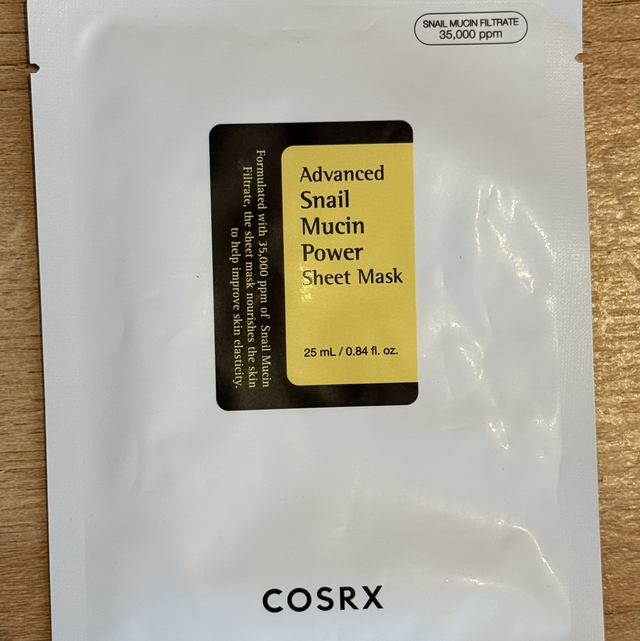 SNAIL MUCIN FILTRATE
35,000 ppm
Advanced
Snail
Mucin
Power
Sheet Mask
25 mL / 0.84 fl. oz.
Formulated with 35,000 ppm of Snail Mucin
Filtrate, the sheet mask nourishes the skin
to help improve skin elasticity.
COSRX